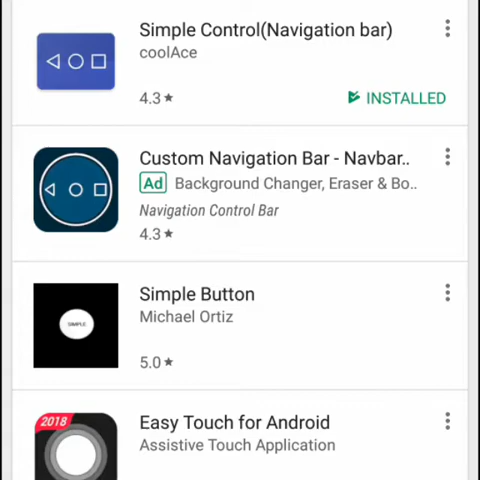 Simple Control(Navigation bar)
coolAce
4.3★
INSTALLED
Custom Navigation Bar - Navbar..
Ad Background Changer, Eraser & Bo..
Navigation Control Bar
4.3★
SIMPLE
Simple Button
Michael Ortiz
5.0★
2018
Easy Touch for Android
Assistive Touch Application